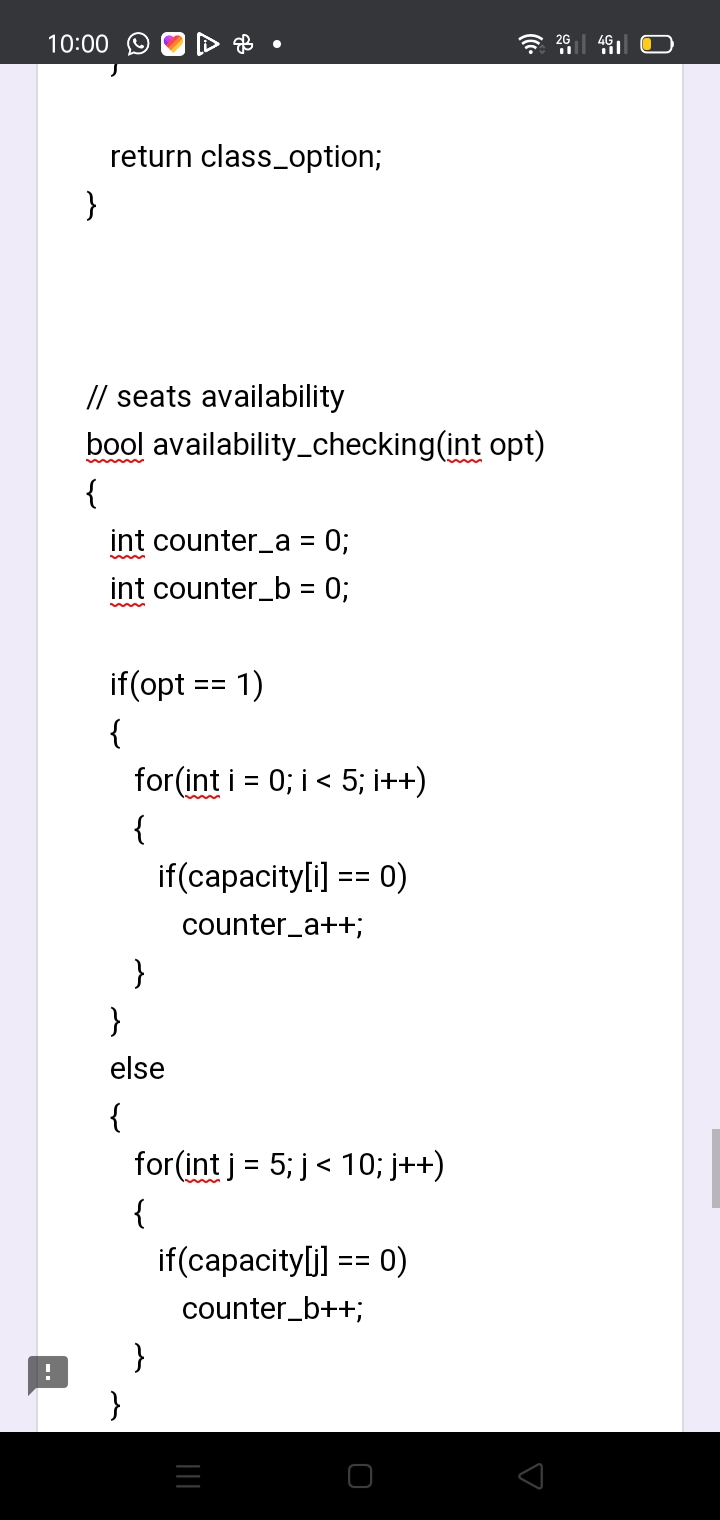 10:00
2G
4G
}
return class_option;
}
// seats availability
bool availability_checking(int opt)
{
int counter_a = 0;
int counter_b = 0;
if(opt == 1)
{
for(int i = 0; i < 5; i++)
{
if(capacity[i] == 0)
counter_a++;
}
}
else
{
for(int j = 5; j < 10; j++)
{
if(capacity[j] == 0)
counter_b++;
}
}